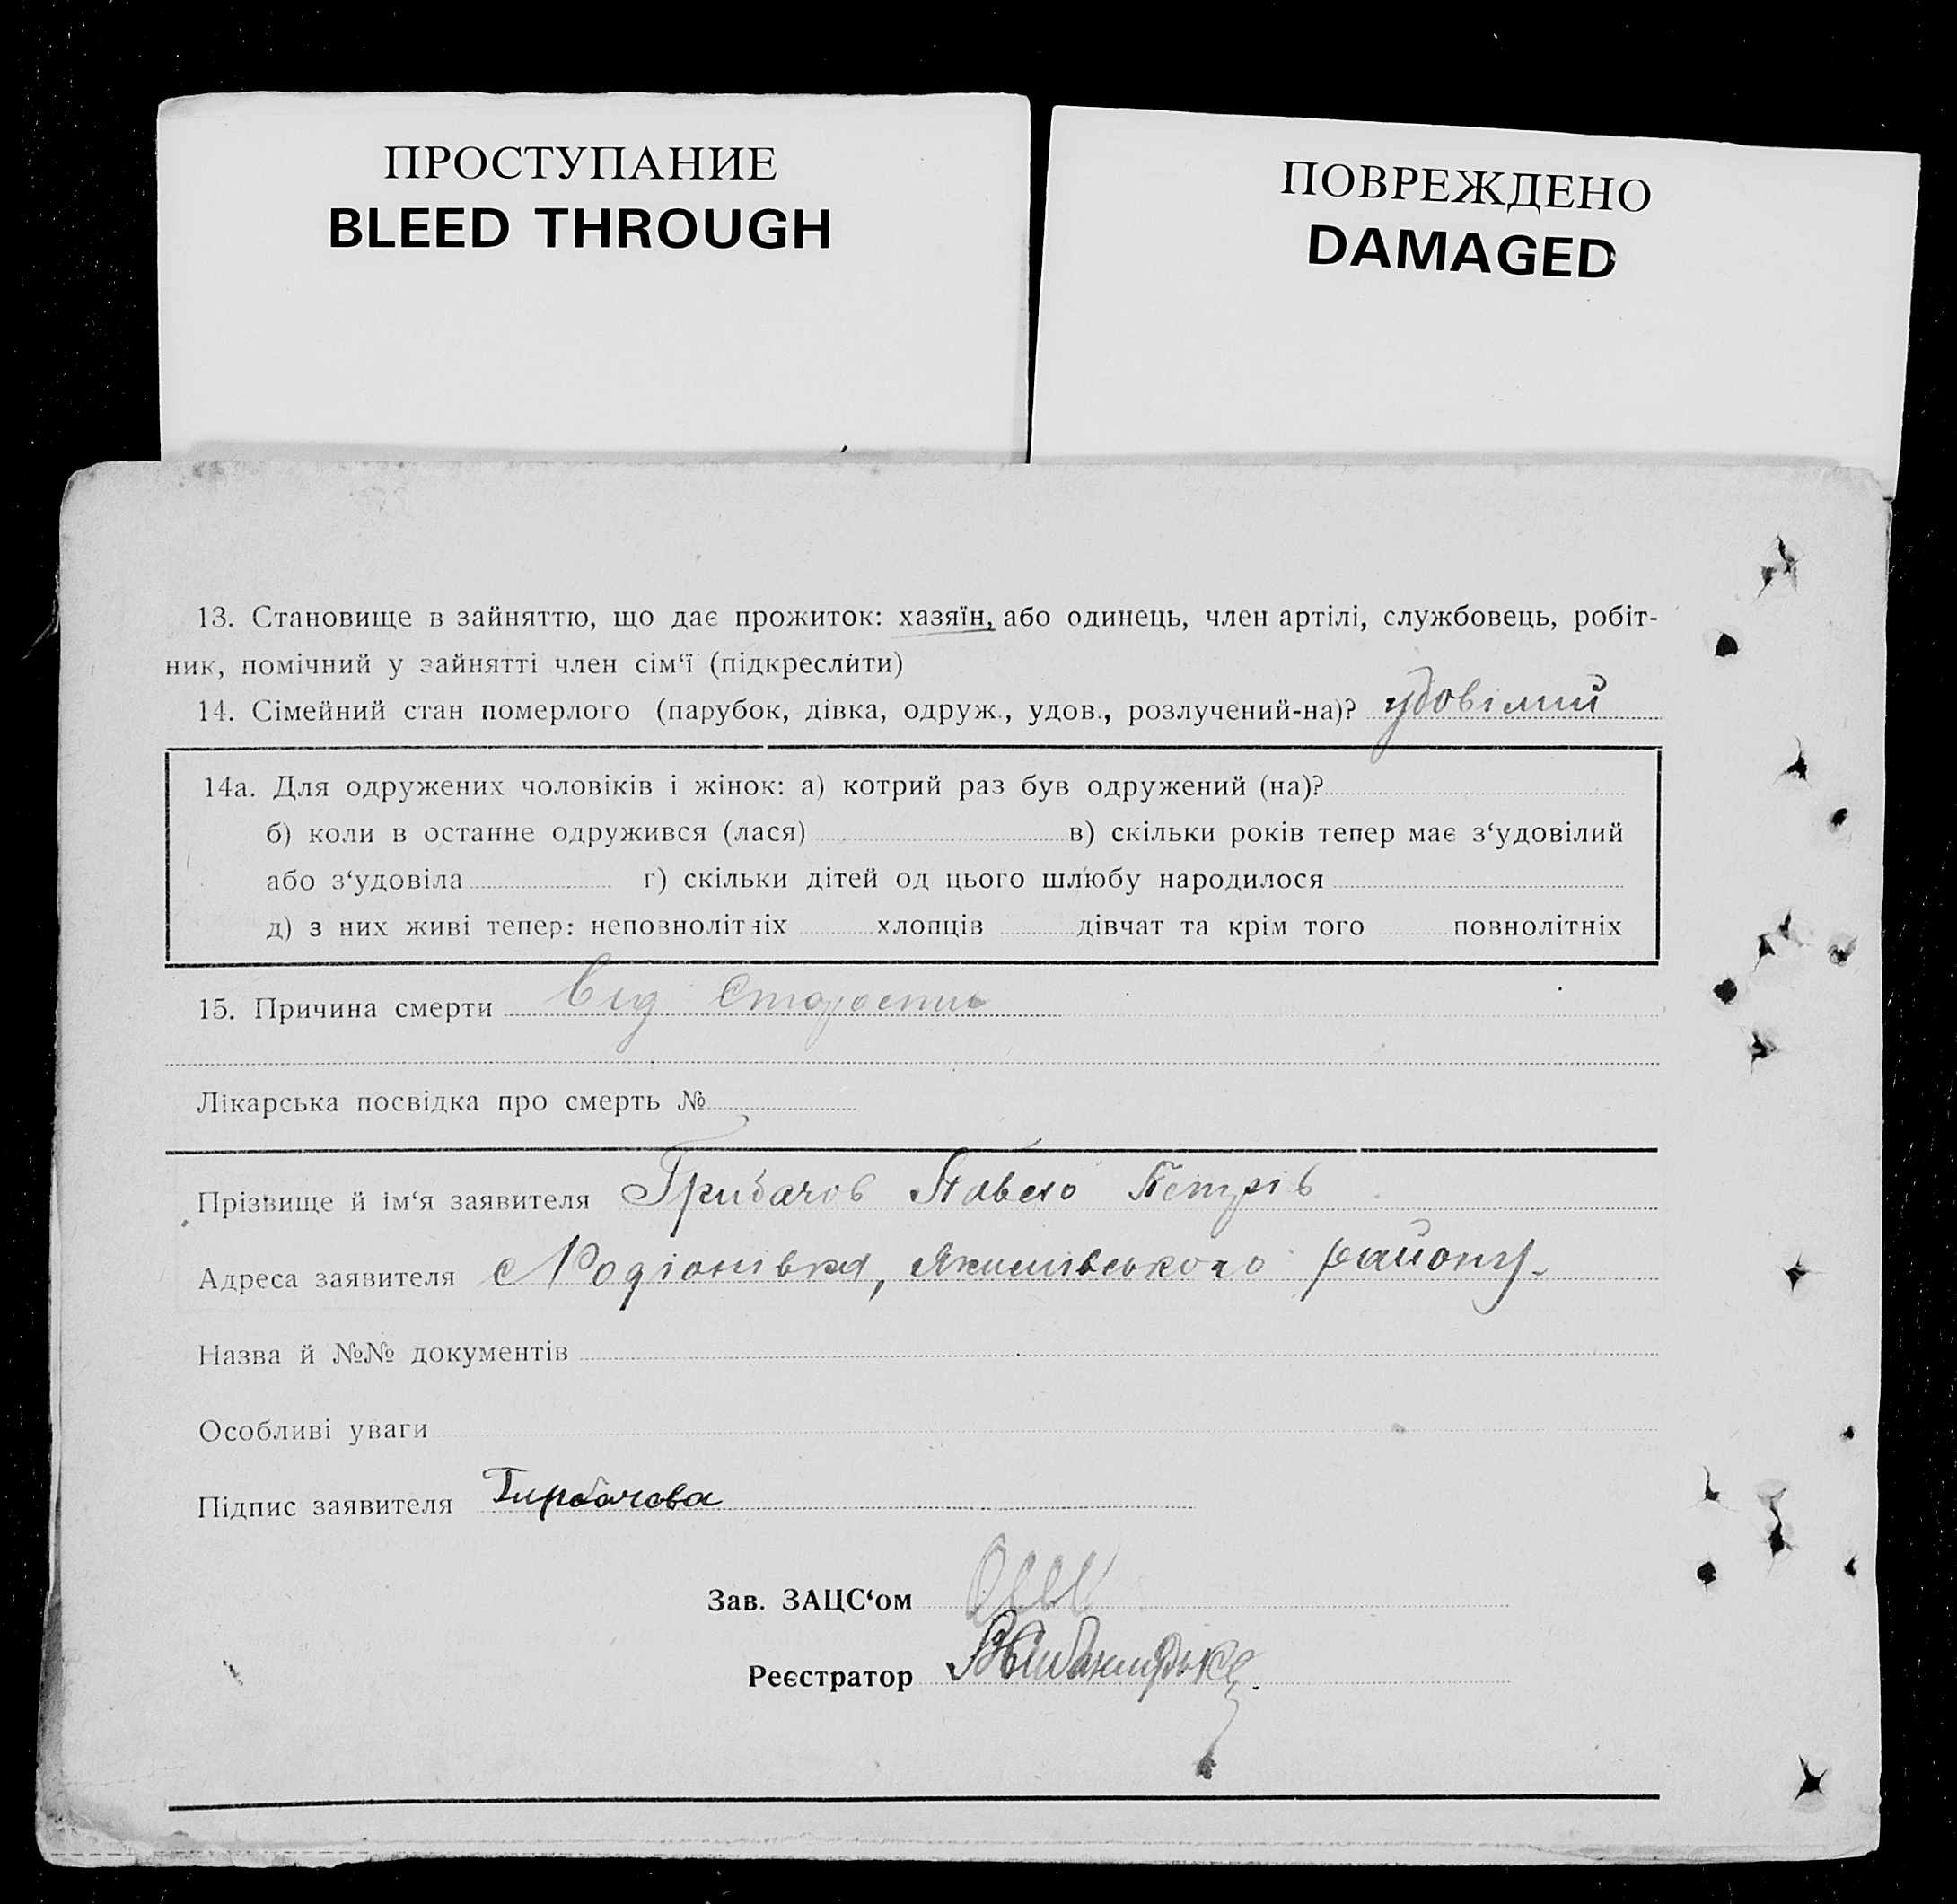 ПРОСТУПАНИЕ
BLEED THROUGH
ПОВРЕЖДЕНО
DAMAGED
13. Становище в зайняттю, що дає прожиток: хазяїн, або одинець, член артілі, службовець, робіт-
ник, помічний у зайнятті член сім‘ї (підкреслити)
14. Сімейний стан померлого (парубок, дівка, одруж., удов., розлучений-на)? удовілий
14а. Для одружених чоловіків і жінок: а) котрий раз був одружений (на)?
б) коли в останнє одружився (лася) в) скільки років тепер має з‘удовілий
або з‘удовіла г) скільки дітей од цього шлюбу народилося
д) з них живі тепер: неповнолітніх хлопців дівчат та крім того повнолітніх
15. Причина смерти Від старости
Лікарська посвідка про смерть №
Прізвище й ім‘я заявителя Грибачов Павело Петрів
Адреса заявителя с Родіонівка, Якимівського району.
Назва й №№ документів
Особливі уваги
Підпис заявителя
Зав. ЗАЦС‘ом
Реєстратор